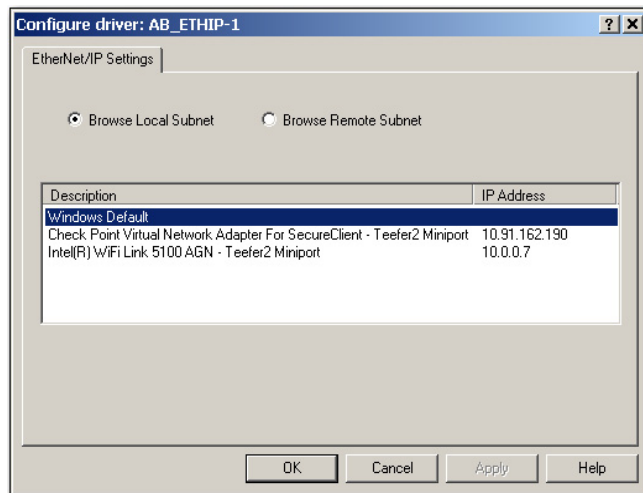 Configure driver: AB_ETHIP-1
EtherNet/IP Settings
Browse Local Subnet Browse Remote Subnet
Description IP Address
Windows Default
Check Point Virtual Network Adapter For SecureClient - Teefer2 Miniport 10.91.162.190
Intel(R) WiFi Link 5100 AGN - Teefer2 Miniport 10.0.0.7
OK Cancel Apply Help